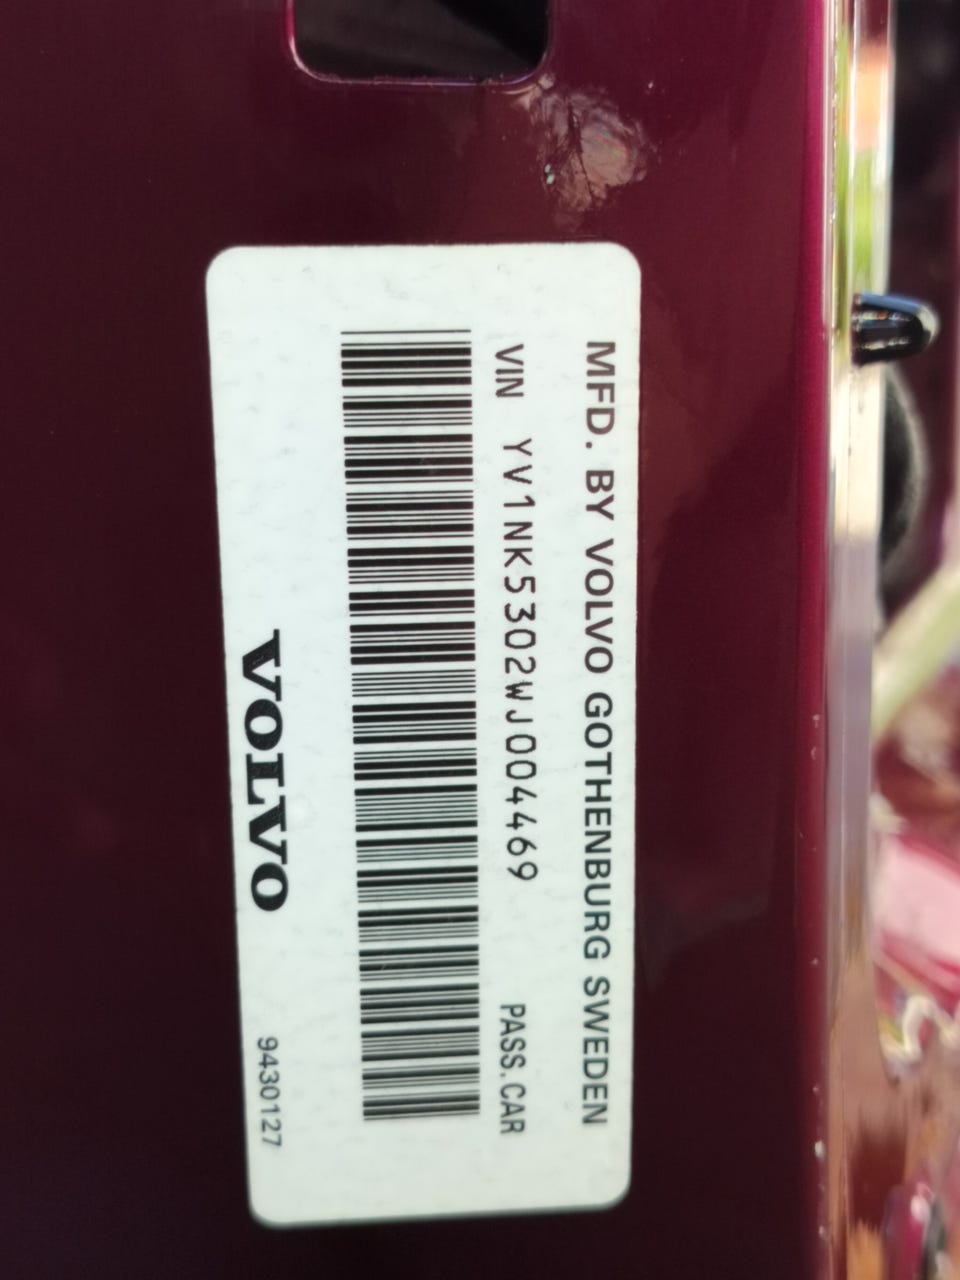 MFD. BY VOLVO GOTHENBURG SWEDEN
VIN YV1NK5302WJ004469 PASS.CAR
VOLVO 9430127